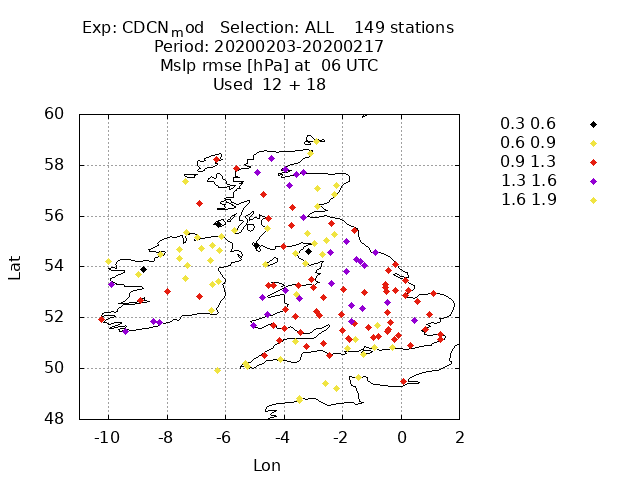 Exp: CDCNmod Selection: ALL 149 stations
Period: 20200203-20200217
Mslp rmse [hPa] at 06 UTC
Used 12 + 18
60
58
56
54
52
50
48
Lat
-10 -8 -6 -4 -2 0 2
Lon
0.3 0.6
0.6 0.9
0.9 1.3
1.3 1.6
1.6 1.9